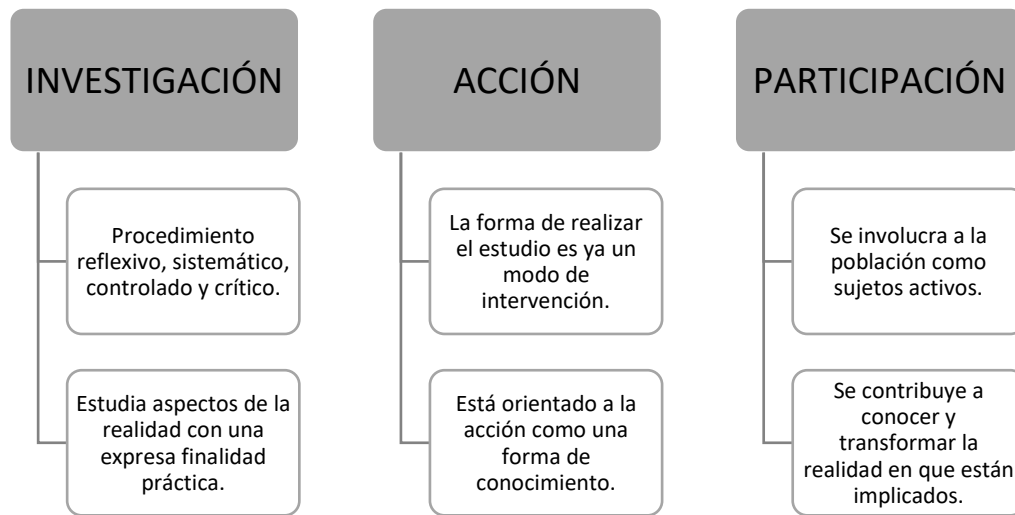 INVESTIGACIÓN
Procedimiento
reflexivo, sistemático,
controlado y crítico.
Estudia aspectos de la
realidad con una
expresa finalidad
práctica.
ACCIÓN
La forma de realizar
el estudio es ya un
modo de
intervención.
Está orientado a la
acción como una
forma de
conocimiento.
PARTICIPACIÓN
Se involucra a la
población como
sujetos activos.
Se contribuye a
conocer y
transformar la
realidad en que están
implicados.